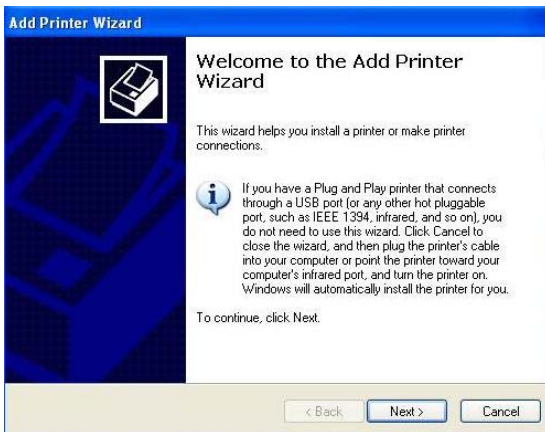 Add Printer Wizard
Welcome to the Add Printer
Wizard
This wizard helps you install a printer or make printer
connections.
If you have a Plug and Play printer that connects
through a USB port (or any other hot pluggable
port, such as IEEE 1394, infrared, and so on), you
do not need to use this wizard. Click Cancel to
close the wizard, and then plug the printer's cable
into your computer or point the printer toward your
computer's infrared port, and turn the printer on.
Windows will automatically install the printer for you.
To continue, click Next.
< Back Next > Cancel